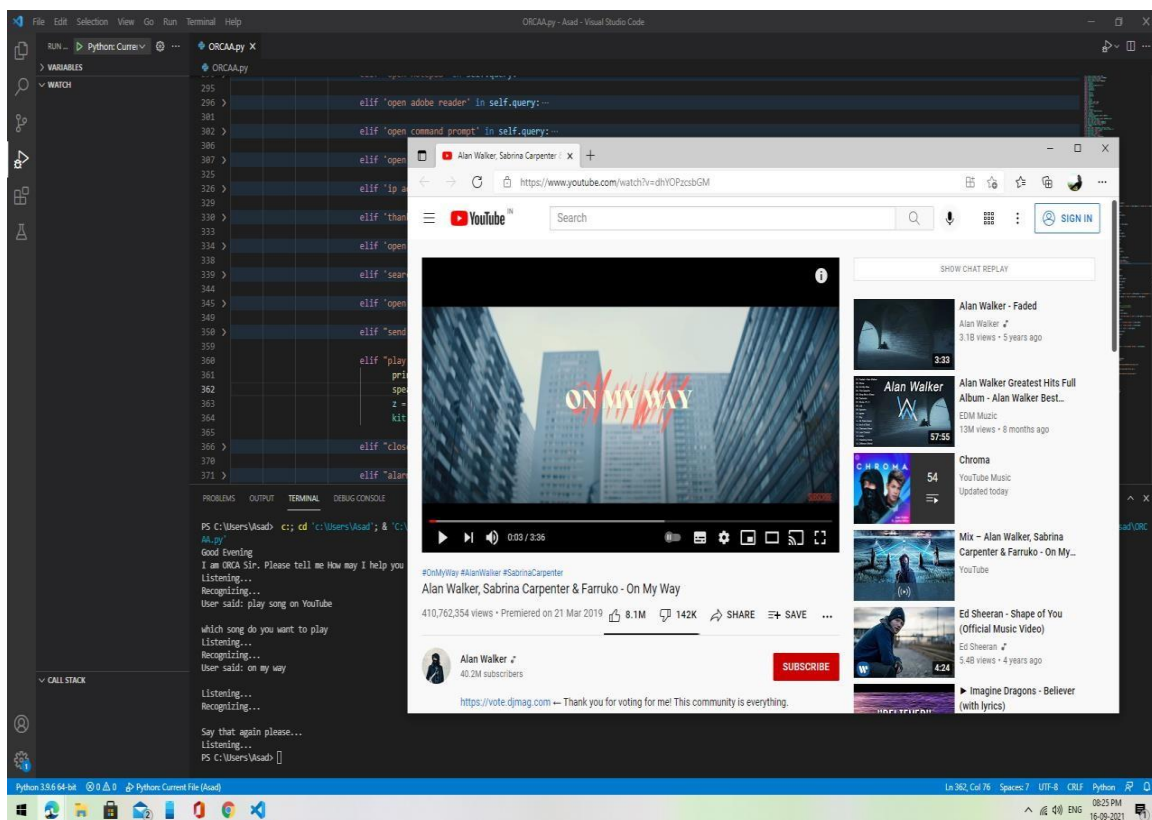 File Edit Selection View Go Run Terminal Help
ORCAA.py - Asad - Visual Studio Code
RUN ... Python: Curre ORCAA.py
VARIABLES
ORCAA.py
WATCH
295
296 elif 'open adobe reader' in self.query: ...
301
302 elif 'open command prompt' in self.query: ...
306
307 elif 'open
325
326 elif 'ip a
329
330 elif 'than
333
334 elif 'open
338
339 elif 'sear
344
345 elif 'open
349
350 elif "send
359
360 elif "play
361 pri
362 spe
363 z =
364 kit
365
366 elif "clos
370
371 elif "alar
PROBLEMS OUTPUT TERMINAL DEBUG CONSOLE
PS C:\Users\Asad> c:; cd 'c:\Users\Asad'; & 'C:\
AA.py'
Good Evening
I am ORCA Sir. Please tell me How may I help you
Listening...
Recognizing...
User said: play song on YouTube
which song do you want to play
Listening...
Recognizing...
User said: on my way
Listening...
Recognizing...
Say that again please...
Listening...
PS C:\Users\Asad>
sad\ORC
CALL STACK
Alan Walker, Sabrina Carpenter &
https://www.youtube.com/watch?v=dhYOPzcsbGM
YouTube IN
Search
SIGN IN
ON MY WAY
SUBSCRIBE
0:03 / 3:36
#OnMyWay #AlanWalker #SabrinaCarpenter
Alan Walker, Sabrina Carpenter & Farruko - On My Way
410,762,354 views • Premiered on 21 Mar 2019 8.1M 142K SHARE SAVE ...
Alan Walker
40.2M subscribers
SUBSCRIBE
https://vote.djmag.com ← Thank you for voting for me! This community is everything.
SHOW CHAT REPLAY
Alan Walker - Faded
Alan Walker
3.1B views • 5 years ago
3:33
Alan Walker
Alan Walker Greatest Hits Full
Album - Alan Walker Best...
EDM Muzic
13M views • 8 months ago
57:55
CHROMA
54
Chroma
YouTube Music
Updated today
Mix – Alan Walker, Sabrina
Carpenter & Farruko - On My...
YouTube
Ed Sheeran - Shape of You
(Official Music Video)
Ed Sheeran
5.4B views • 4 years ago
4:24
Imagine Dragons - Believer
(with lyrics)
Python 3.9.6 64-bit 0 0 Python: Current File (Asad)
Ln 362, Col 76 Spaces: 7 UTF-8 CRLF Python
ENG
08:25 PM
16-09-2021